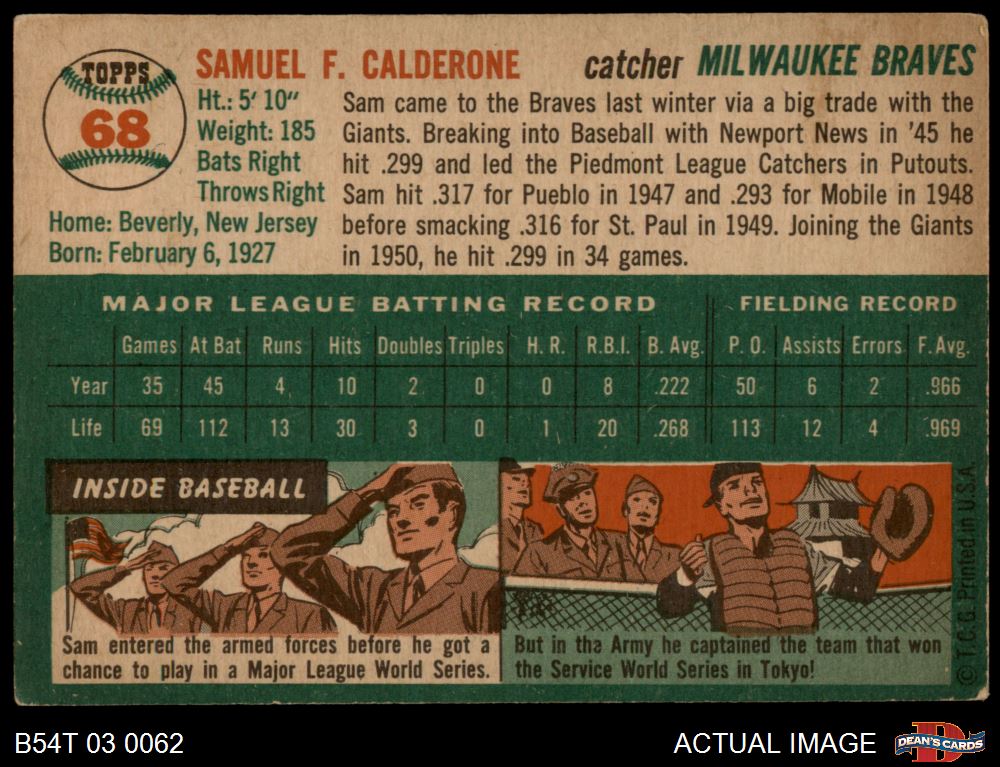 TOPPS
68
SAMUEL F. CALDERONE catcher MILWAUKEE BRAVES
Ht.: 5' 10"
Weight: 185
Bats Right
Throws Right
Home: Beverly, New Jersey
Born: February 6, 1927
Sam came to the Braves last winter via a big trade with the
Giants. Breaking into Baseball with Newport News in '45 he
hit .299 and led the Piedmont League Catchers in Putouts.
Sam hit .317 for Pueblo in 1947 and .293 for Mobile in 1948
before smacking .316 for St. Paul in 1949. Joining the Giants
in 1950, he hit .299 in 34 games.
MAJOR LEAGUE BATTING RECORD FIELDING RECORD
Games At Bat Runs Hits Doubles Triples H. R. R.B.I. B. Avg. P. O. Assists Errors F. Avg.
Year 35 45 4 10 2 0 0 8 .222 50 6 2 .966
Life 69 112 13 30 3 0 1 20 .268 113 12 4 .969
INSIDE BASEBALL
Sam entered the armed forces before he got a
chance to play in a Major League World Series.
But in tha Army he captained the team that won
the Service World Series in Tokyo!
© T.C.G. Printed in U.S.A.
B54T 03 0062
ACTUAL IMAGE
D
DEAN'S CARDS